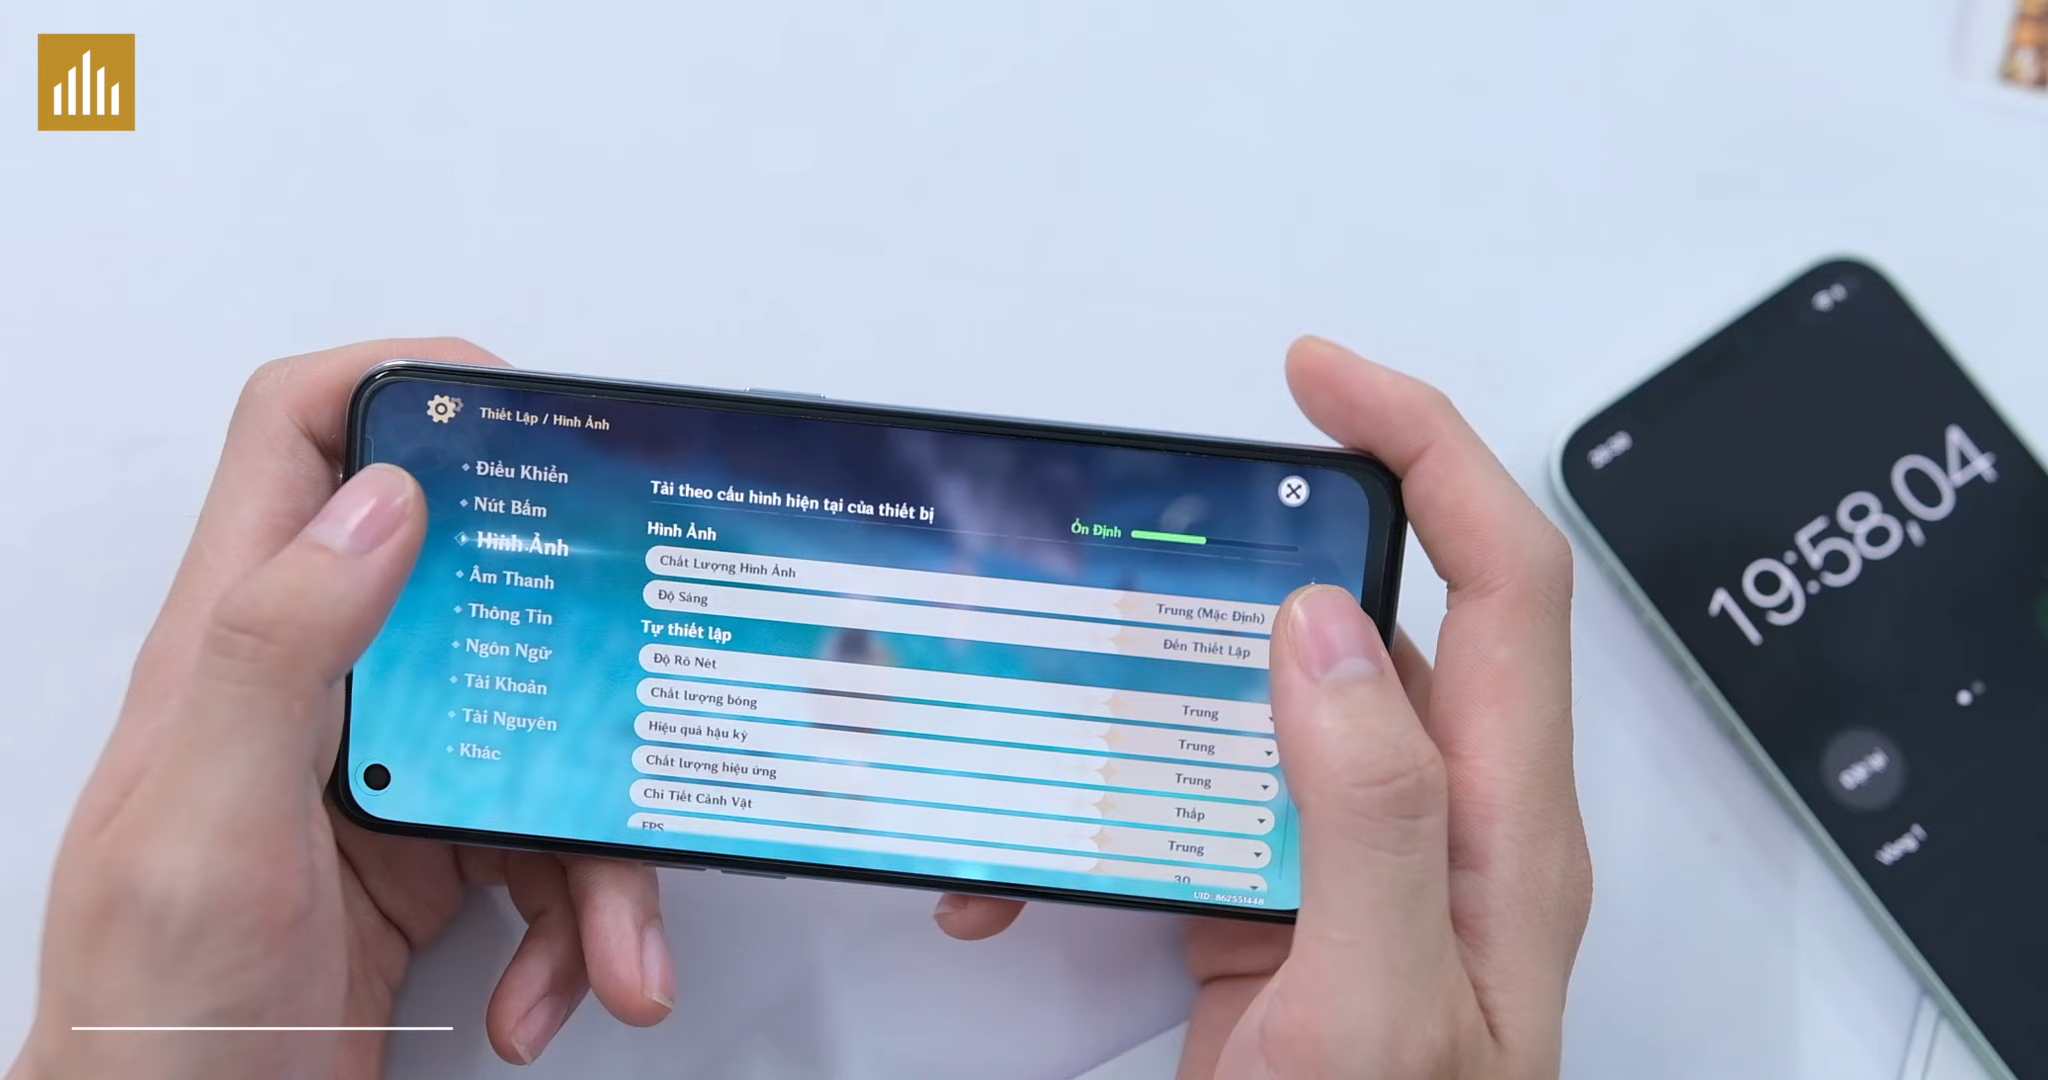 Thiết Lập / Hình Ảnh
Điều Khiển
Nút Bấm
Hình Ảnh
Âm Thanh
Thông Tin
Ngôn Ngữ
Tài Khoản
Tài Nguyên
Khác
Tải theo cấu hình hiện tại của thiết bị
Ổn Định
Hình Ảnh
Chất Lượng Hình Ảnh
Trung (Mặc Định)
Độ Sáng
Đến Thiết Lập
Tự thiết lập
Độ Rõ Nét
Trung
Chất lượng bóng
Trung
Hiệu quả hậu kỳ
Trung
Chất lượng hiệu ứng
Thấp
Chi Tiết Cảnh Vật
Trung
FPS
30
UID: 862551448
19:58,04
Vòng 1